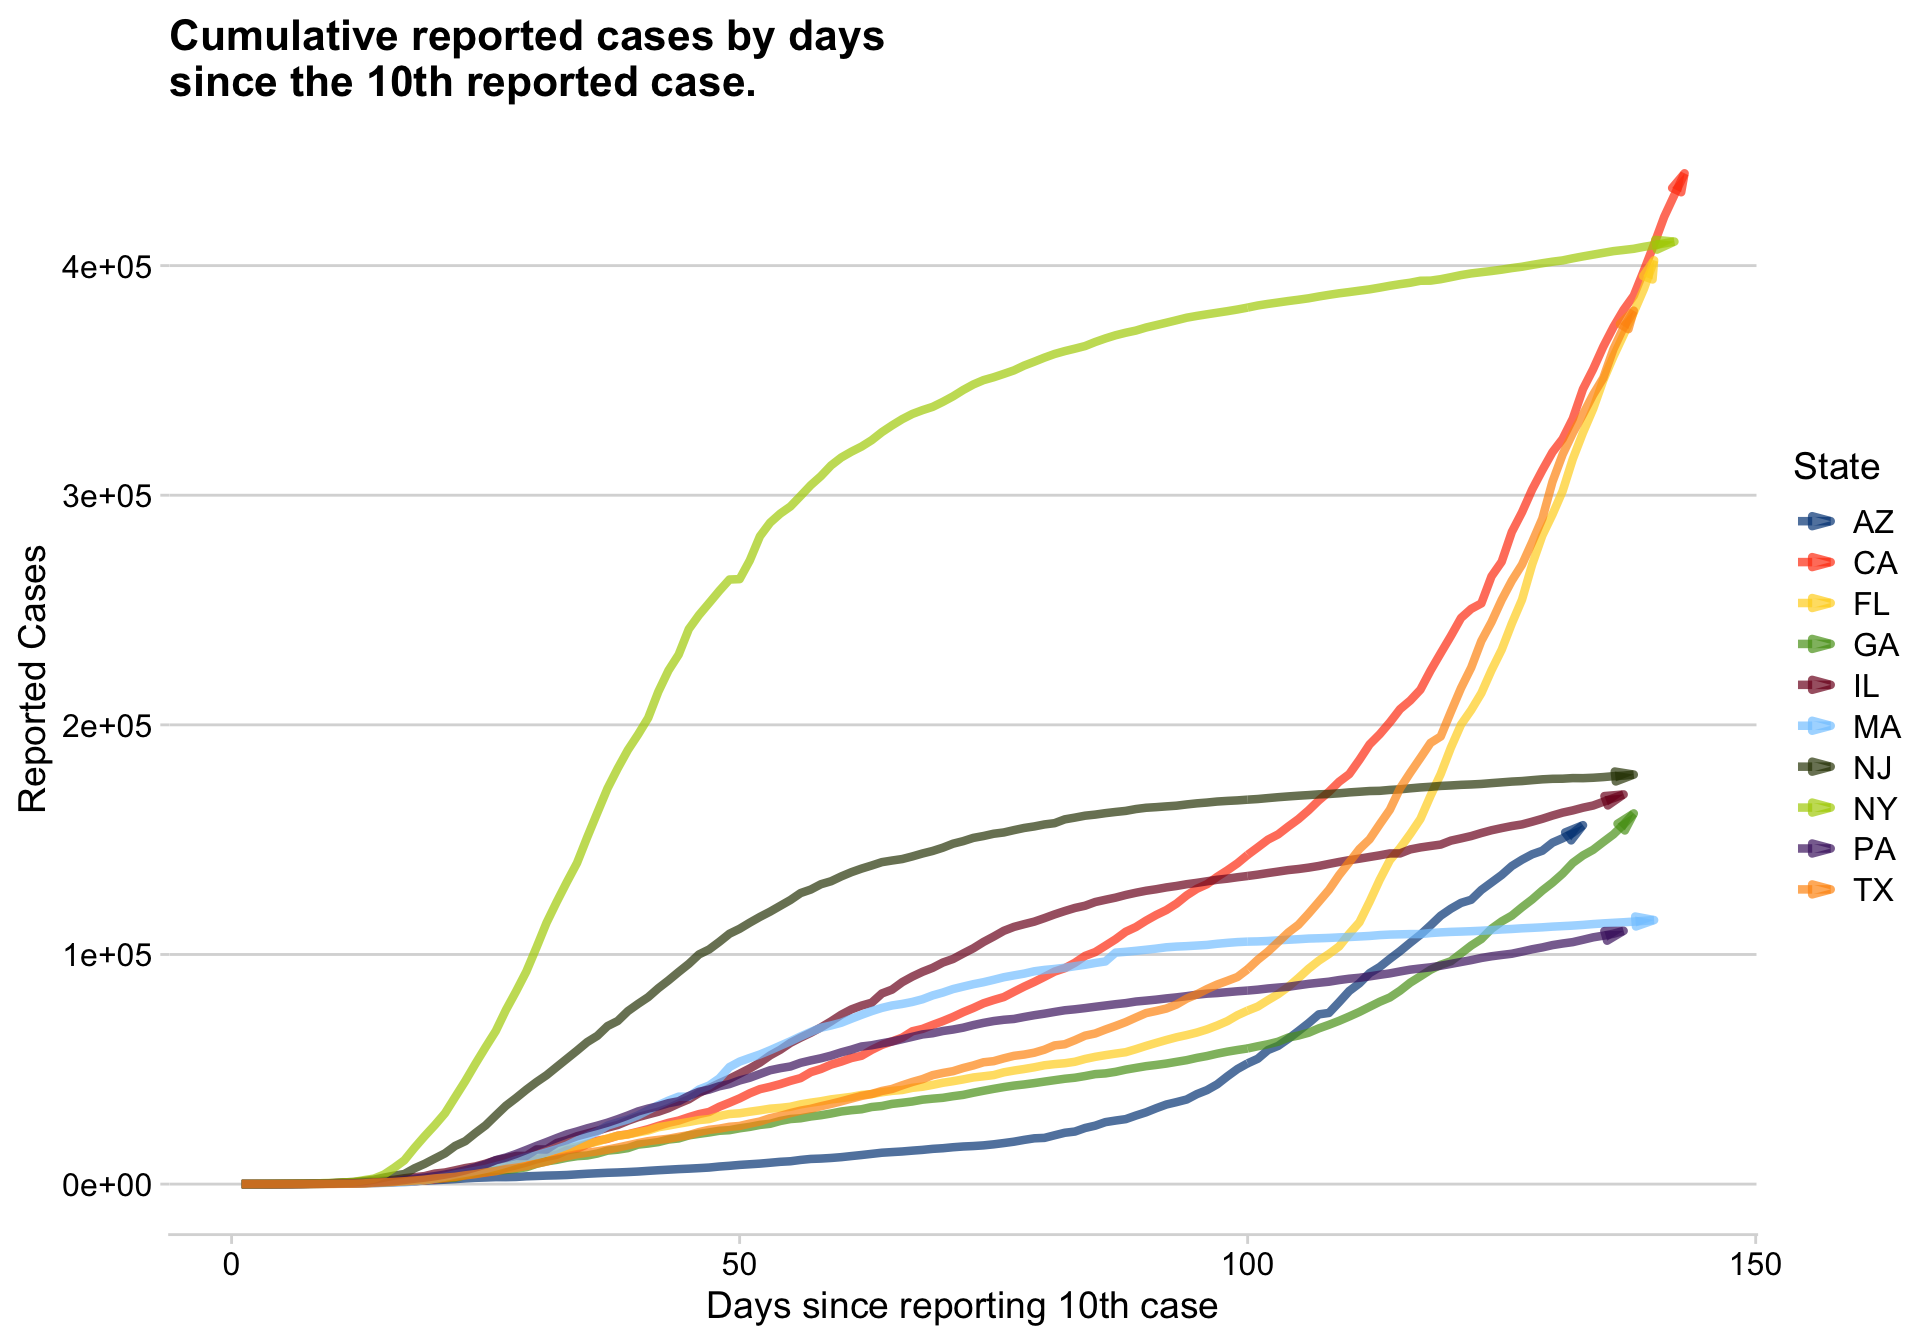 Cumulative reported cases by days
since the 10th reported case.
4e+05
3e+05
2e+05
1e+05
0e+00
Reported Cases
0
50
100
150
Days since reporting 10th case
State
AZ
CA
FL
GA
IL
MA
NJ
NY
PA
TX